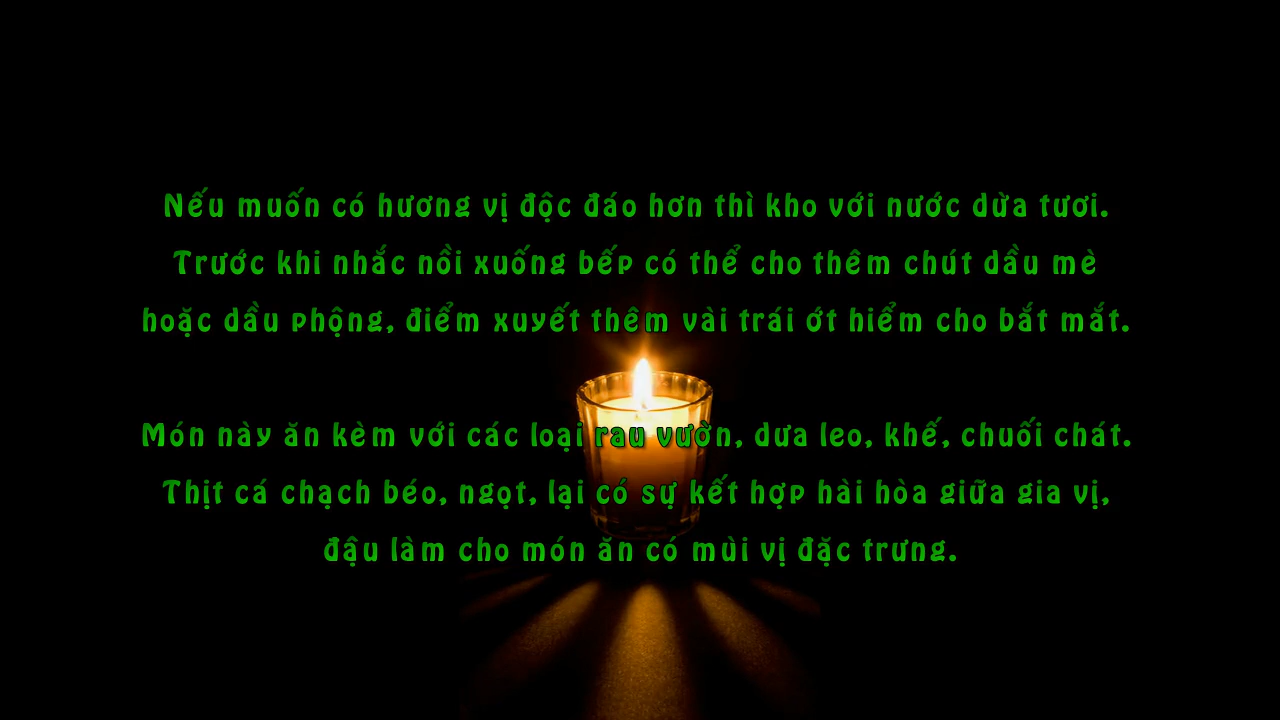 Nếu muốn có hương vị độc đáo hơn thì kho với nước dừa tươi.
Trước khi nhắc nồi xuống bếp có thể cho thêm chút dầu mè
hoặc dầu phộng, điểm xuyết thêm vài trái ớt hiểm cho bắt mắt.
Món này ăn kèm với các loại rau vườn, dưa leo, khế, chuối chát.
Thịt cá chạch béo, ngọt, lại có sự kết hợp hài hòa giữa gia vị,
đậu làm cho món ăn có mùi vị đặc trưng.